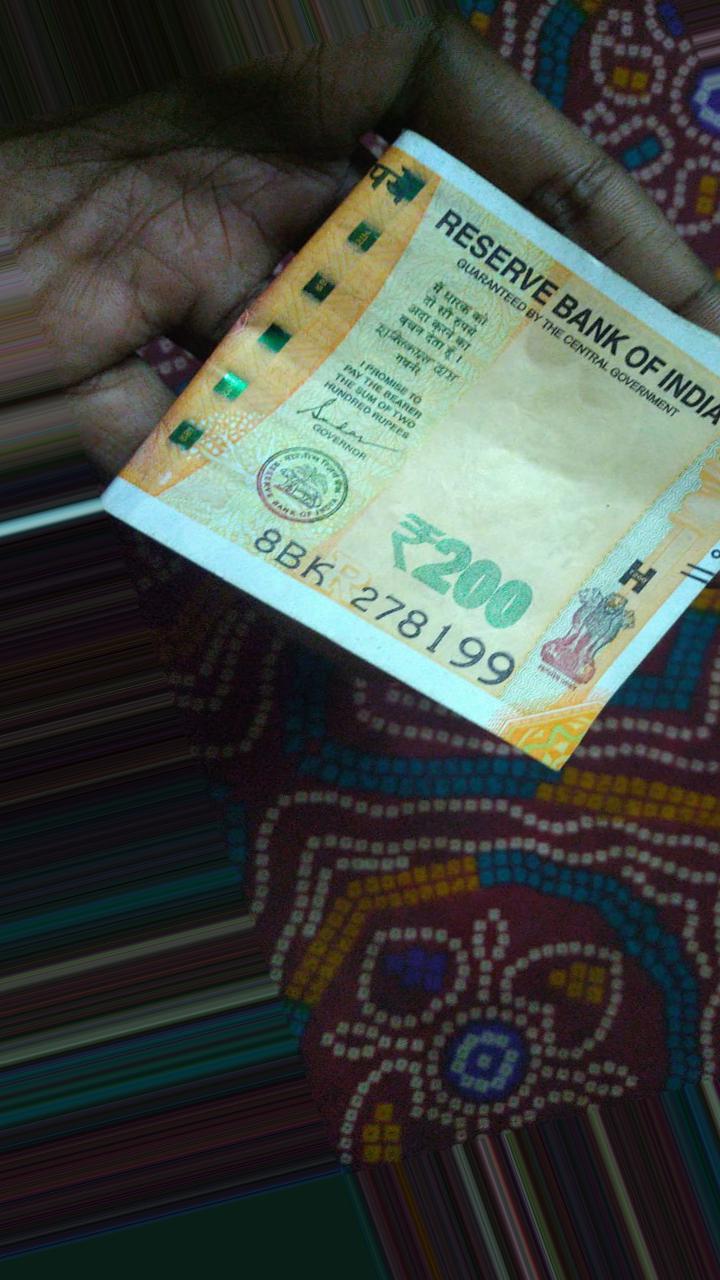 RESERVE BANK OF INDIA
GUARANTEED BY THE CENTRAL GOVERNMENT
मैं धारक को
दो सौ रुपये
अदा करने का
वचन देता हूँ।
I PROMISE TO
PAY THE BEARER
THE SUM OF TWO
HUNDRED RUPEES
GOVERNOR
₹200
8BK 278199